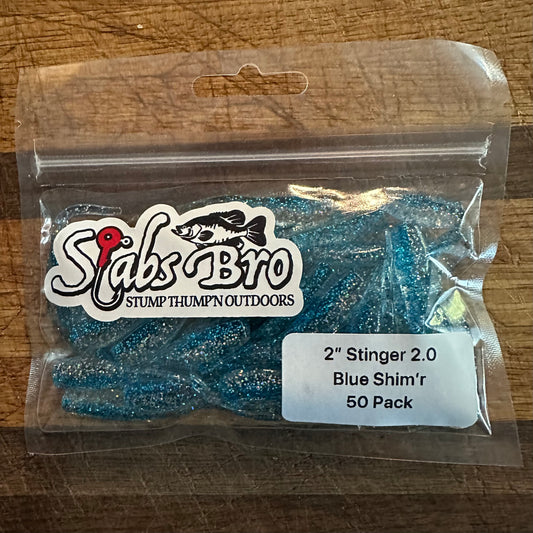 Slabs Bro
STUMP THUMP'N OUTDOORS
2" Stinger 2.0
Blue Shim'r
50 Pack